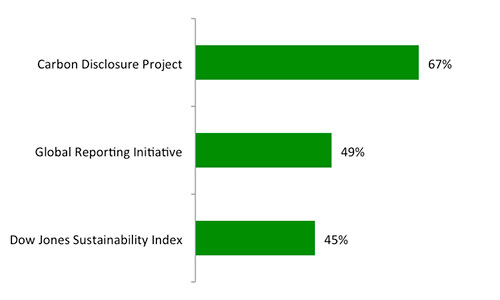 Carbon Disclosure Project 67%
Global Reporting Initiative 49%
Dow Jones Sustainability Index 45%